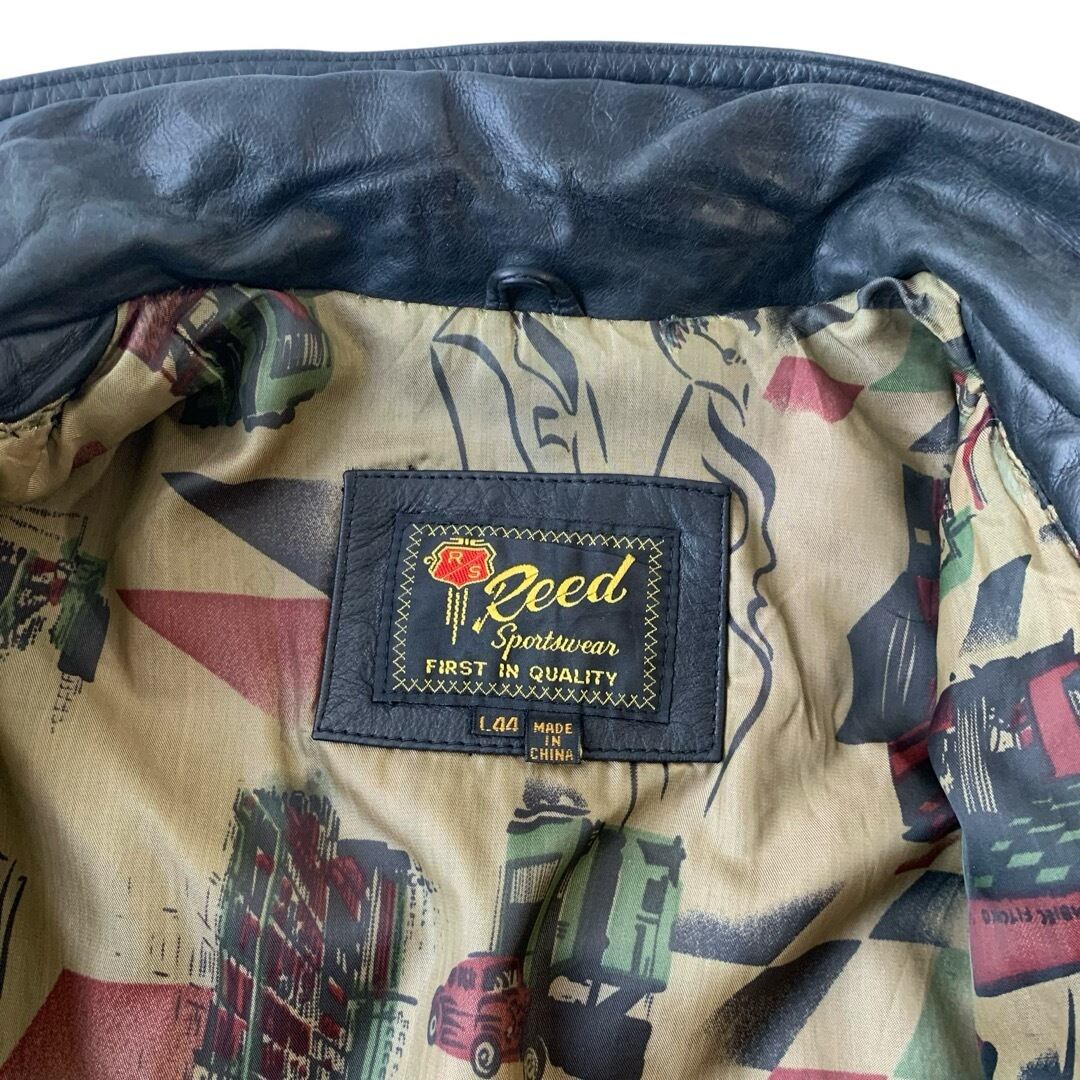 RS
Reed
Sportswear
FIRST IN QUALITY
L44
MADE
IN
CHINA